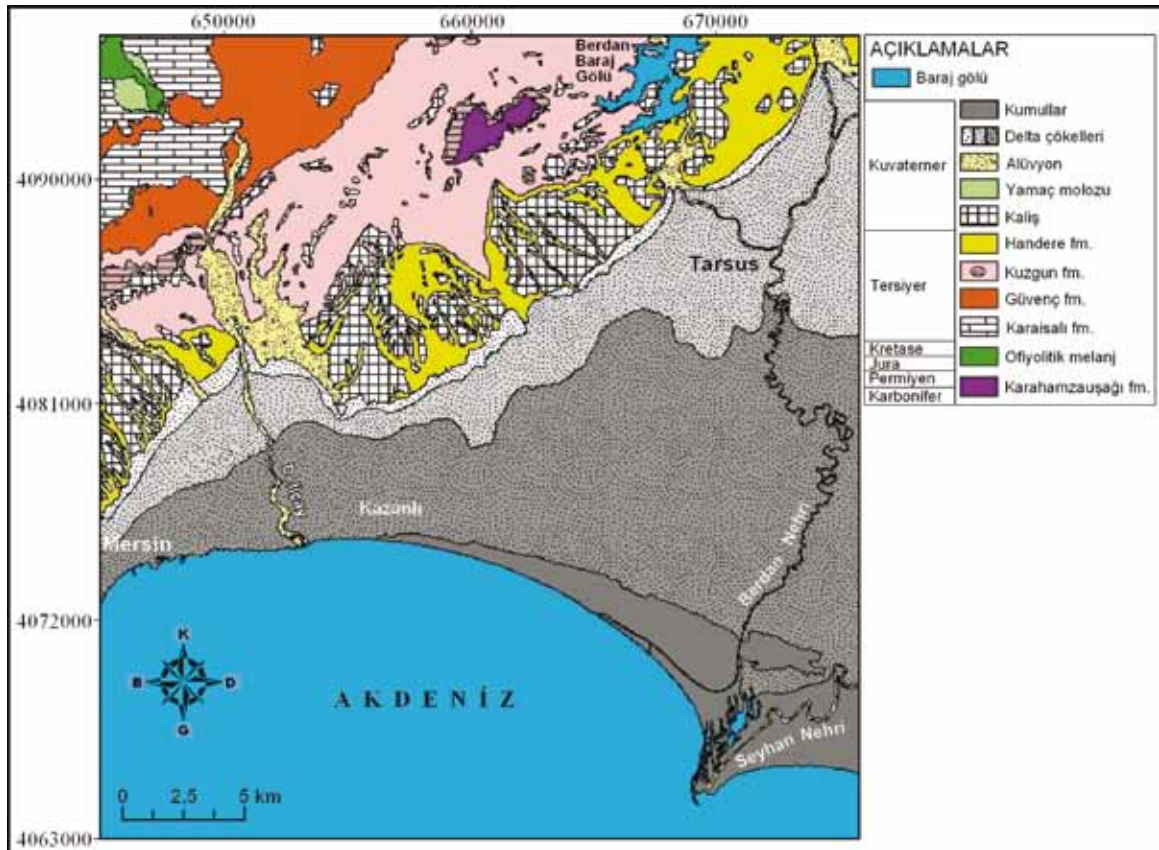 650000
660000
670000
4090000
4081000
4072000
4063000
Berdan
Baraj
Gölü
Tarsus
Kazanlı
Mersin
Berdan Nehri
Seyhan Nehri
AKDENİZ
K
B
D
G
0 2,5 5 km
AÇIKLAMALAR
Baraj gölü
Kuvaterner
Kumullar
Delta çökelleri
Alüvyon
Yamaç molozu
Kaliş
Tersiyer
Handere fm.
Kuzgun fm.
Güvenç fm.
Karaisalı fm.
Kretase
Jura
Ofiyolitik melanj
Permiyen
Karbonifer
Karahamzauşağı fm.